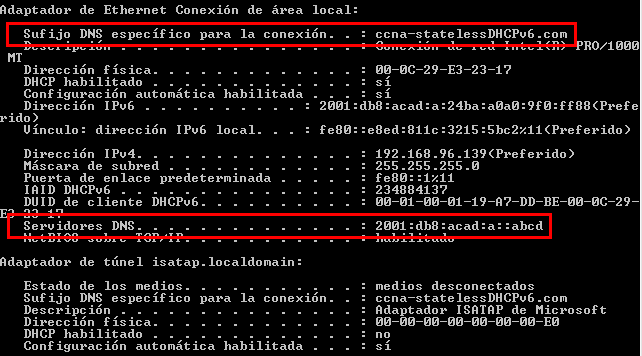 Adaptador de Ethernet Conexión de área local:
Sufijo DNS específico para la conexión. . : ccna-statelessDHCPv6.com
Descripción . . . . . . . . . . . . . . . : Conexión de red Intel(R) PRO/1000
MT
Dirección física. . . . . . . . . . . . . : 00-0C-29-E3-23-17
DHCP habilitado . . . . . . . . . . . . . : sí
Configuración automática habilitada . . . : sí
Dirección IPv6 . . . . . . . . . . : 2001:db8:acad:a:24ba:a0a0:9f0:ff88(Prefe
rido)
Vínculo: dirección IPv6 local. . . : fe80::e8ed:811c:3215:5bc2%11(Preferido)
Dirección IPv4. . . . . . . . . . . . . . : 192.168.96.139(Preferido)
Máscara de subred . . . . . . . . . . . . : 255.255.255.0
Puerta de enlace predeterminada . . . . . : fe80::1%11
IAID DHCPv6 . . . . . . . . . . . . . . . : 234884137
DUID de cliente DHCPv6. . . . . . . . . . : 00-01-00-01-19-A7-DD-BE-00-0C-29-
E3-23-17
Servidores DNS. . . . . . . . . . . . . . : 2001:db8:acad:a::abcd
NetBIOS sobre TCP/IP. . . . . . . . . . . : habilitado
Adaptador de túnel isatap.localdomain:
Estado de los medios. . . . . . . . . . . : medios desconectados
Sufijo DNS específico para la conexión. . : ccna-statelessDHCPv6.com
Descripción . . . . . . . . . . . . . . . : Adaptador ISATAP de Microsoft
Dirección física. . . . . . . . . . . . . : 00-00-00-00-00-00-00-E0
DHCP habilitado . . . . . . . . . . . . . : no
Configuración automática habilitada . . . : sí